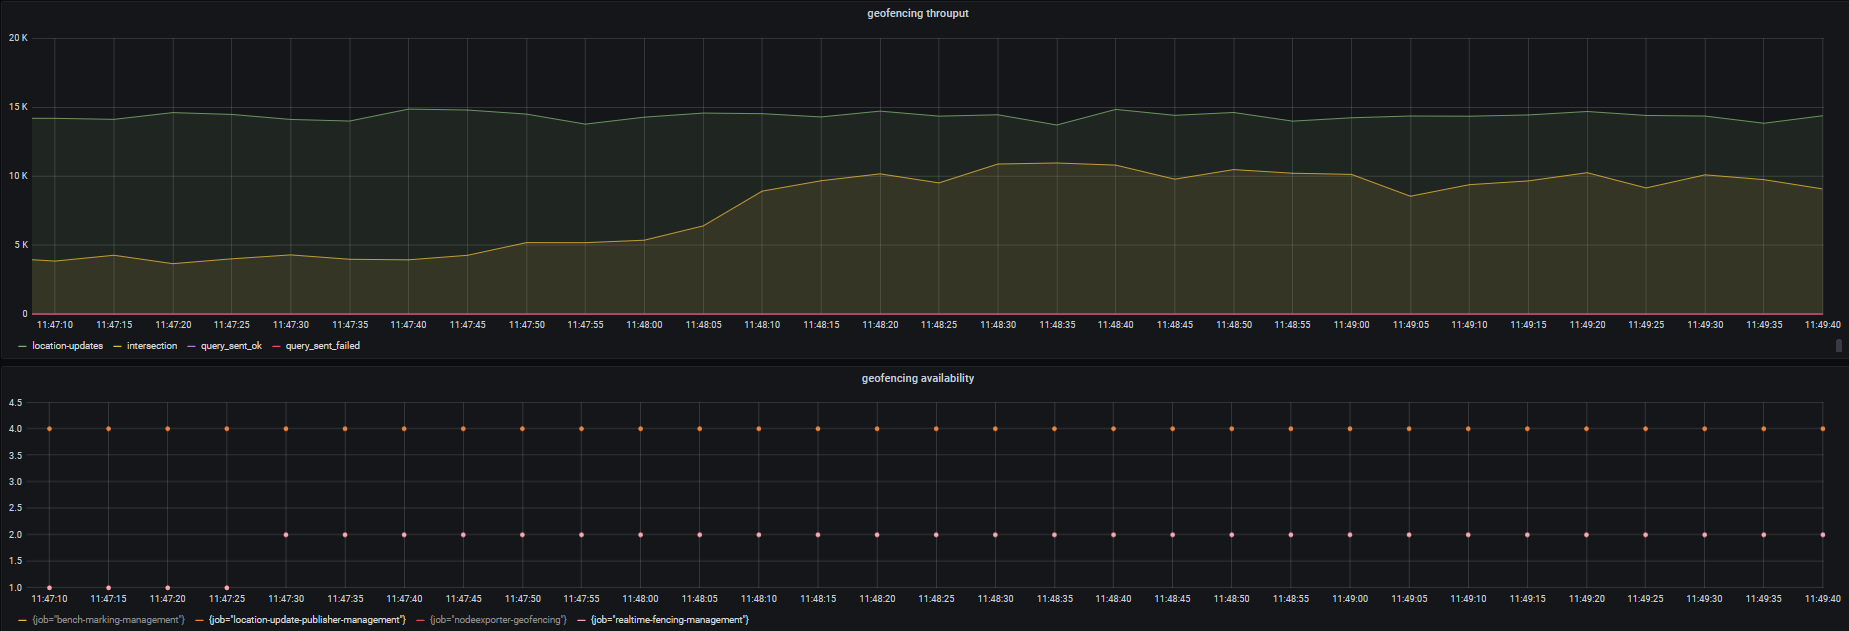 geofencing throuput
20 K
15 K
10 K
5 K
0
11:47:10 11:47:15 11:47:20 11:47:25 11:47:30 11:47:35 11:47:40 11:47:45 11:47:50 11:47:55 11:48:00 11:48:05 11:48:10 11:48:15 11:48:20 11:48:25 11:48:30 11:48:35 11:48:40 11:48:45 11:48:50 11:48:55 11:49:00 11:49:05 11:49:10 11:49:15 11:49:20 11:49:25 11:49:30 11:49:35 11:49:40
location-updates intersection query_sent_ok query_sent_failed
geofencing availability
4.5
4.0
3.5
3.0
2.5
2.0
1.5
1.0
11:47:10 11:47:15 11:47:20 11:47:25 11:47:30 11:47:35 11:47:40 11:47:45 11:47:50 11:47:55 11:48:00 11:48:05 11:48:10 11:48:15 11:48:20 11:48:25 11:48:30 11:48:35 11:48:40 11:48:45 11:48:50 11:48:55 11:49:00 11:49:05 11:49:10 11:49:15 11:49:20 11:49:25 11:49:30 11:49:35 11:49:40
{job="bench-marking-management"} {job="location-update-publisher-management"} {job="nodeexporter-geofencing"} {job="realtime-fencing-management"}